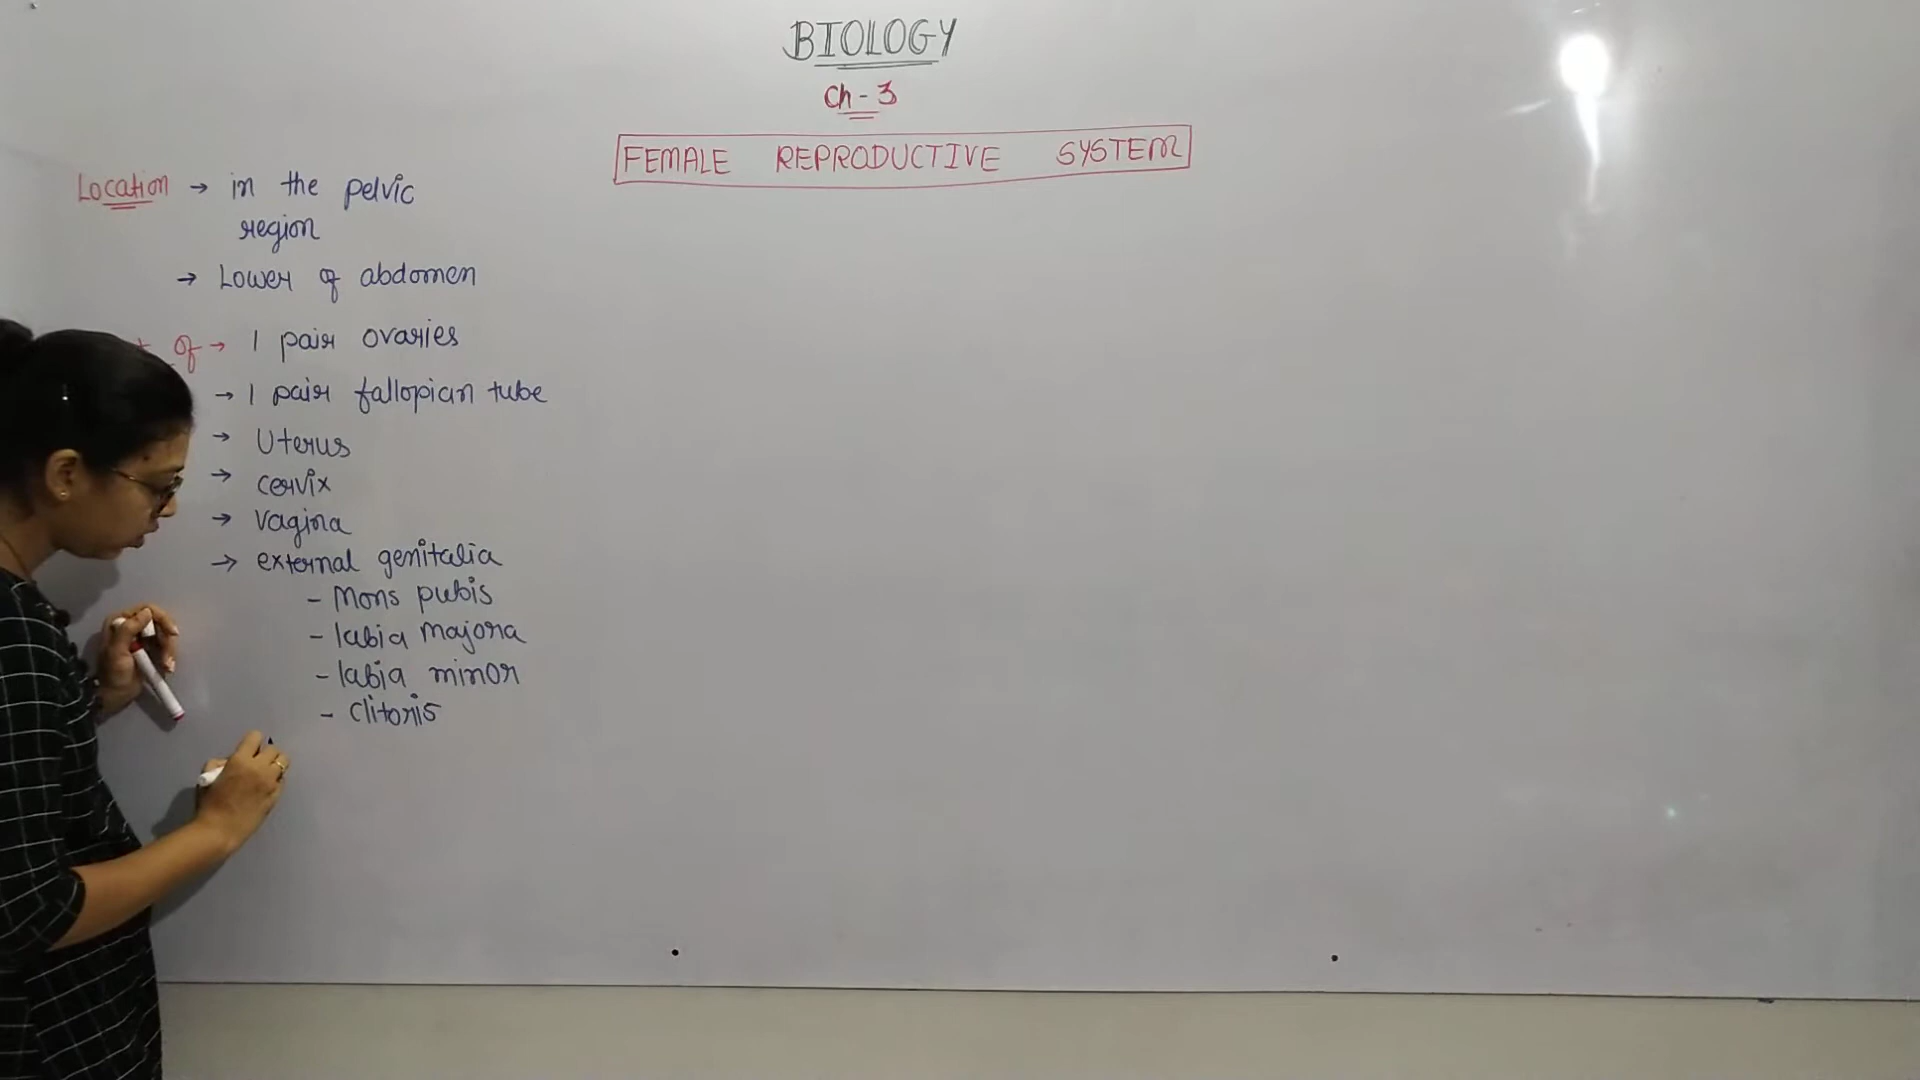 BIOLOGY
Ch - 3
FEMALE REPRODUCTIVE SYSTEM
Location → in the pelvic
region
→ Lower of abdomen
of → 1 pair ovaries
→ 1 pair fallopian tube
→ Uterus
→ cervix
→ vagina
→ external genitalia
- Mons pubis
- labia majora
- labia minor
- clitoris